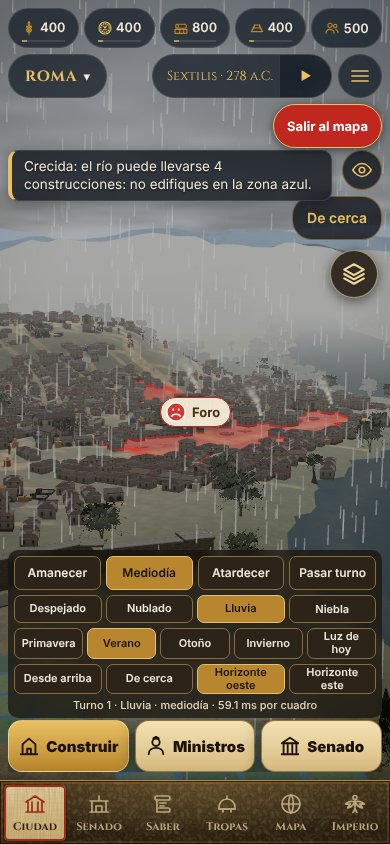 400
400
800
400
500
ROMA ▾
Sextilis · 278 a.C.
Salir al mapa
Crecida: el río puede llevarse 4
construcciones: no edifiques en la zona azul.
De cerca
Foro
Amanecer
Mediodía
Atardecer
Pasar turno
Despejado
Nublado
Lluvia
Niebla
Primavera
Verano
Otoño
Invierno
Luz de
hoy
Desde arriba
De cerca
Horizonte
oeste
Horizonte
este
Turno 1 · Lluvia · mediodía · 59.1 ms por cuadro
Construir
Ministros
Senado
Ciudad
Senado
Saber
Tropas
Mapa
Imperio